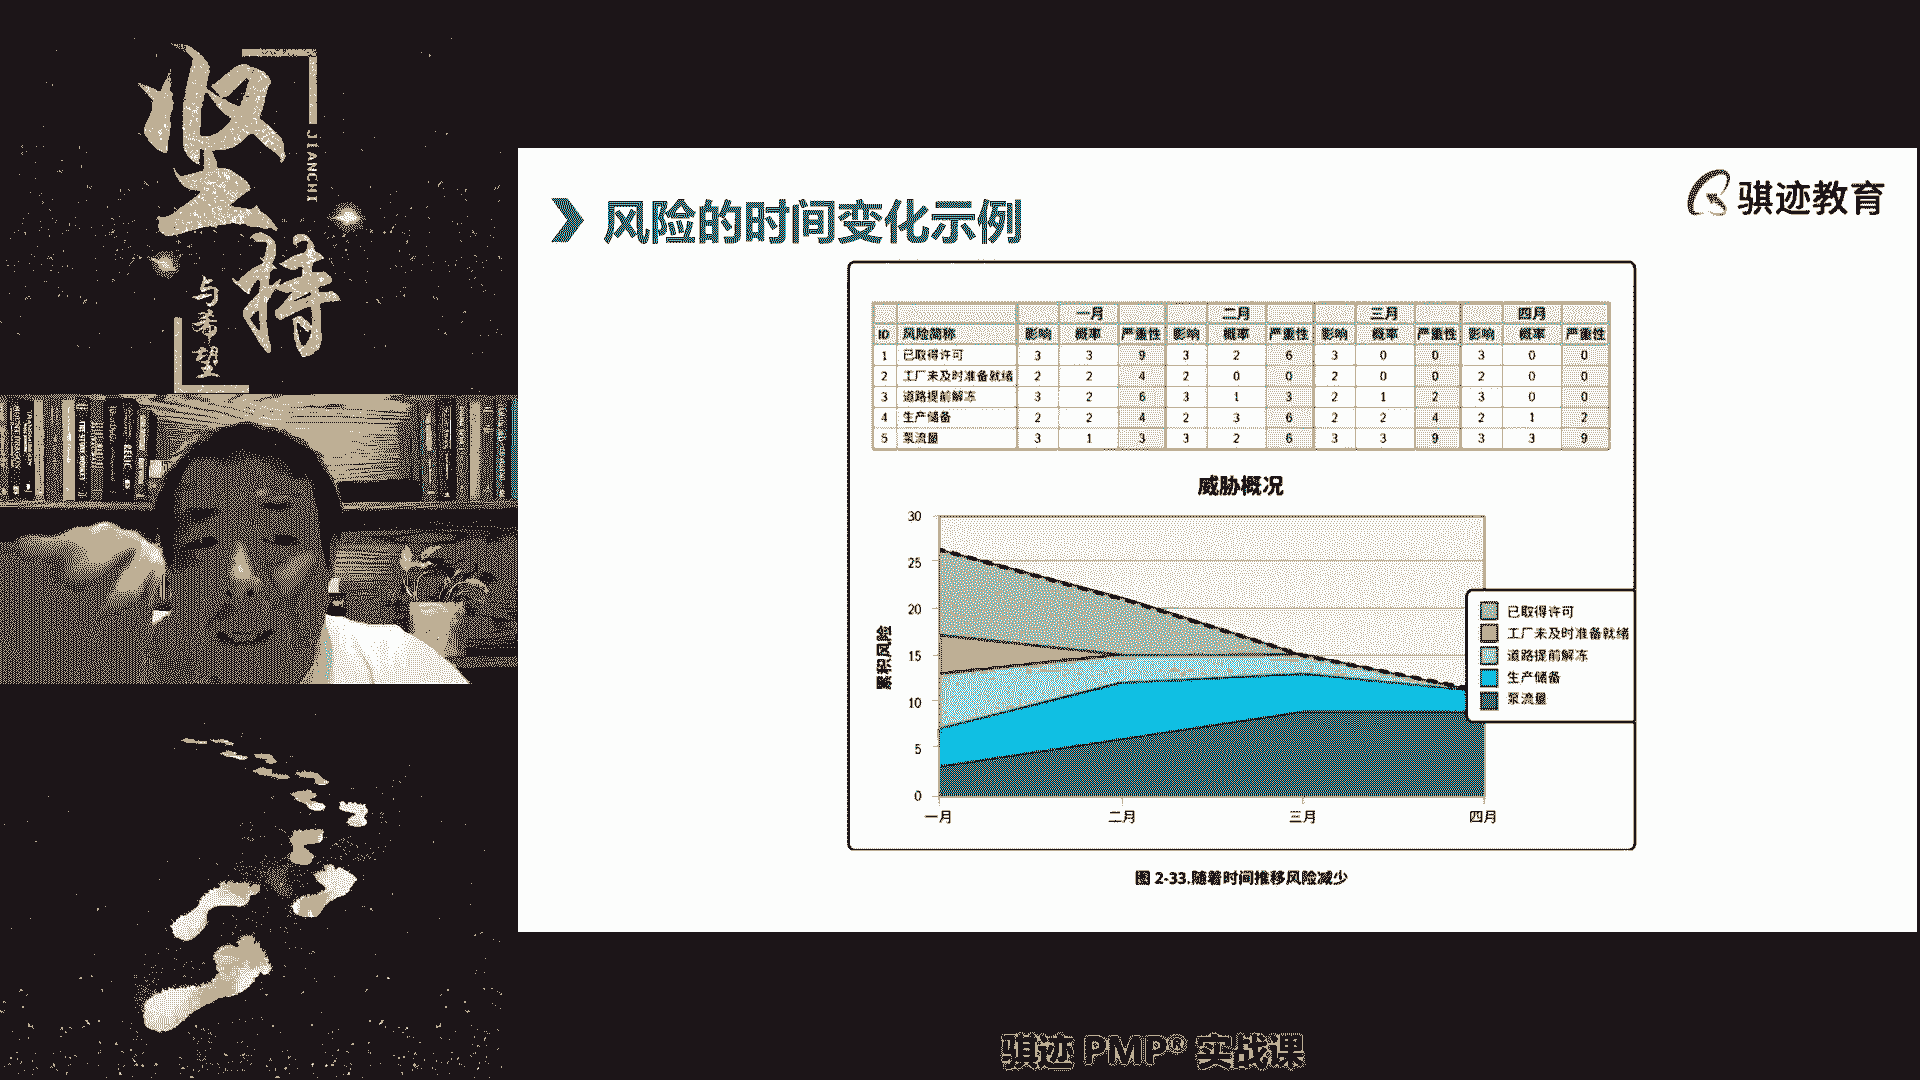 坚
持
JIANCHI
与希望
骐迹教育
风险的时间变化示例
一月 二月 三月 四月
ID 风险简称 影响 概率 严重性 影响 概率 严重性 影响 概率 严重性 影响 概率 严重性
1 已取得许可 3 3 9 3 2 6 3 0 0 3 0 0
2 工厂未及时准备就绪 2 2 4 2 0 0 2 0 0 2 0 0
3 道路提前解冻 3 2 6 3 1 3 2 1 2 3 0 0
4 生产储备 2 2 4 2 3 6 2 2 4 2 1 2
5 泵流量 3 1 3 3 2 6 3 3 9 3 3 9
威胁概况
累积风险
30
25
20
15
10
5
0
一月 二月 三月 四月
已取得许可
工厂未及时准备就绪
道路提前解冻
生产储备
泵流量
图 2-33.随着时间推移风险减少
骐迹 PMP® 实战课